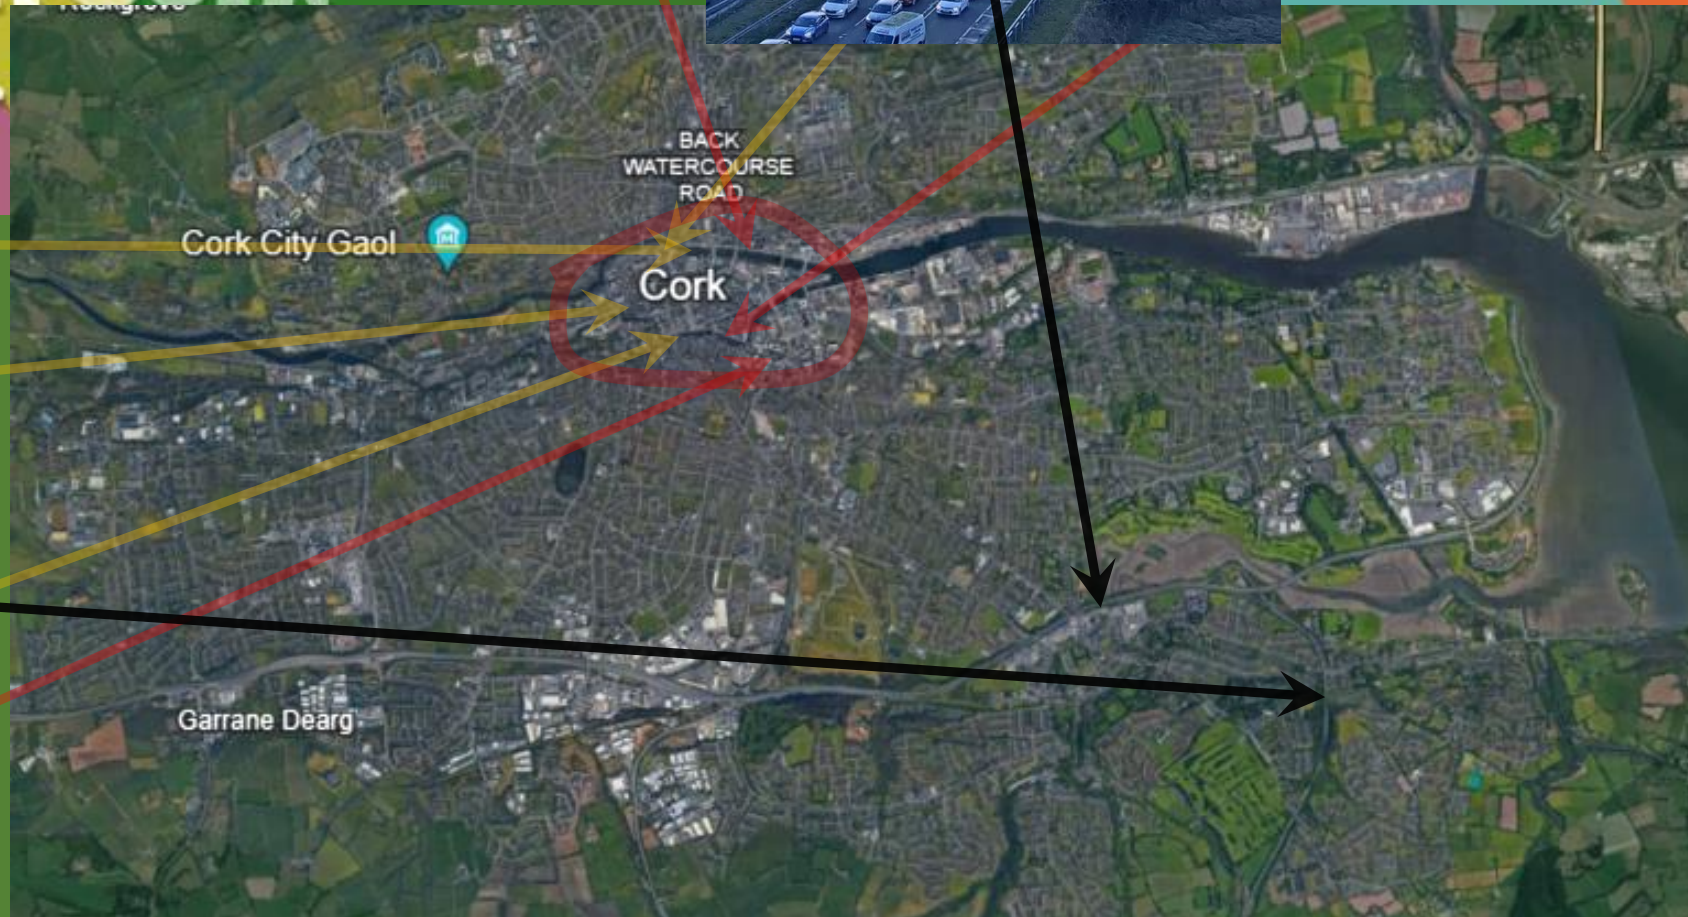 BACK
WATERCOURSE
ROAD
Cork City Gaol
Cork
Garrane Dearg